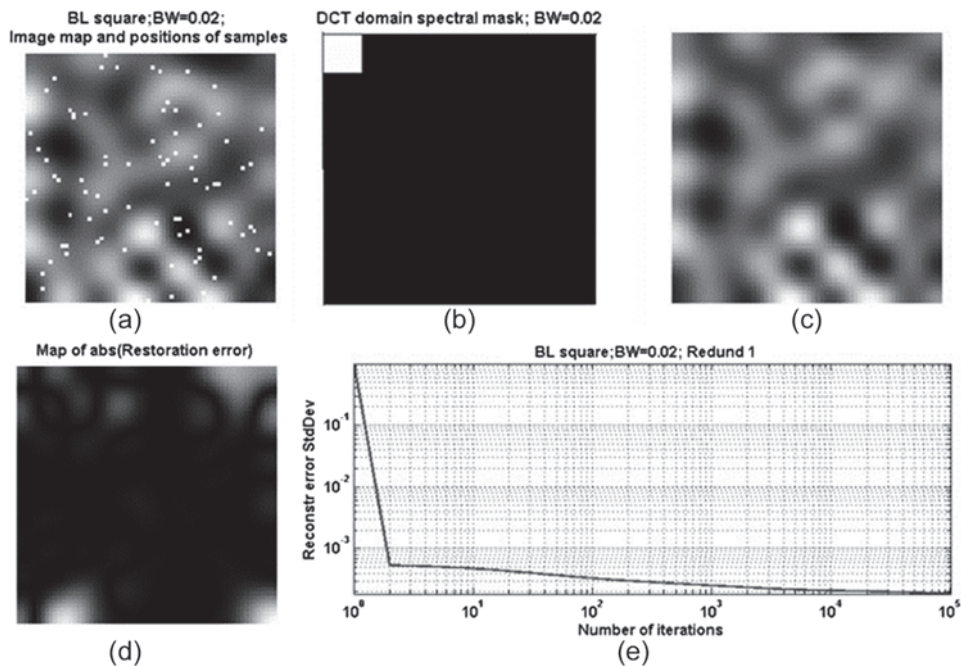 BL square;BW=0.02;
Image map and positions of samples
DCT domain spectral mask; BW=0.02
(a)
(b)
(c)
Map of abs(Restoration error)
(d)
BL square;BW=0.02; Redund 1
Reconstr error StdDev
10^-1
10^-2
10^-3
10^0
10^1
10^2
10^3
10^4
10^5
Number of iterations
(e)